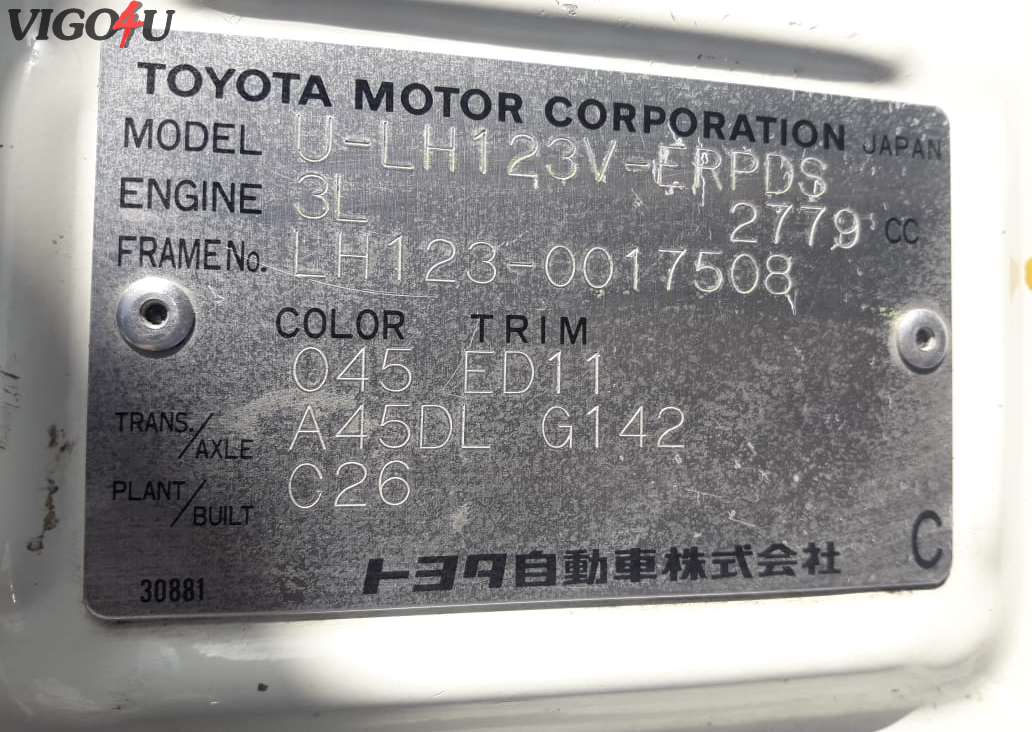 VIGO4U
TOYOTA MOTOR CORPORATION JAPAN
MODEL U-LH123V-ERPDS
ENGINE 3L 2779 CC
FRAME No. LH123-0017508
COLOR TRIM
045 ED11
TRANS./AXLE A45DL G142
PLANT/BUILT C26
トヨタ自動車株式会社 C
30881